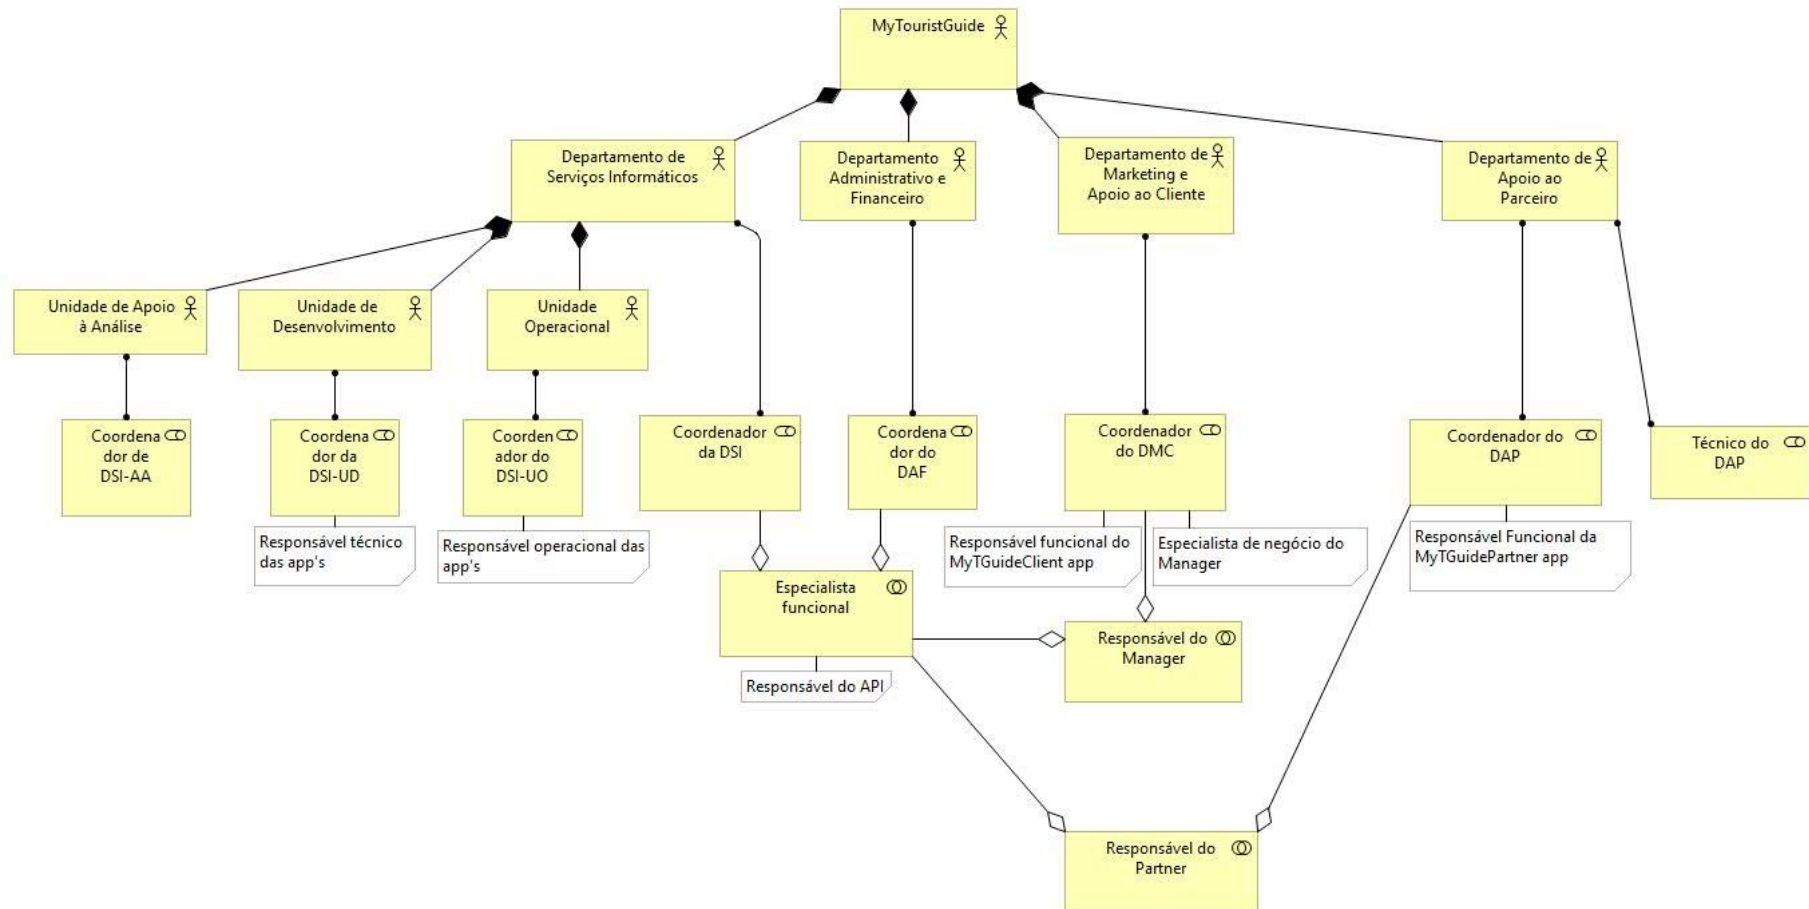 MyTouristGuide
Departamento de
Serviços Informáticos
Departamento
Administrativo e
Financeiro
Departamento de
Marketing e
Apoio ao Cliente
Departamento de
Apoio ao
Parceiro
Unidade de Apoio
à Análise
Unidade de
Desenvolvimento
Unidade
Operacional
Coordena
dor de
DSI-AA
Coordena
dor da
DSI-UD
Coorden
ador do
DSI-UO
Coordenador
da DSI
Coordena
dor do
DAF
Coordenador
do DMC
Coordenador do
DAP
Técnico do
DAP
Responsável técnico
das app's
Responsável operacional das
app's
Responsável funcional do
MyTGuideClient app
Especialista de negócio do
Manager
Responsável Funcional da
MyTGuidePartner app
Especialista
funcional
Responsável do
Manager
Responsável do API
Responsável do
Partner